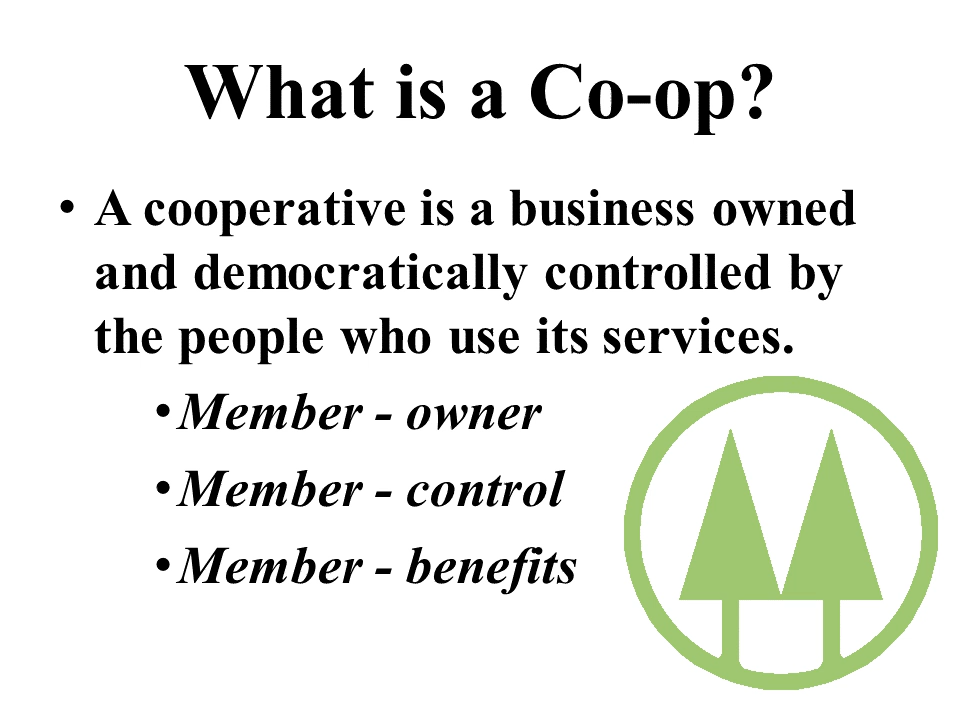 What is a Co-op?
• A cooperative is a business owned
and democratically controlled by
the people who use its services.
• Member - owner
• Member - control
• Member - benefits